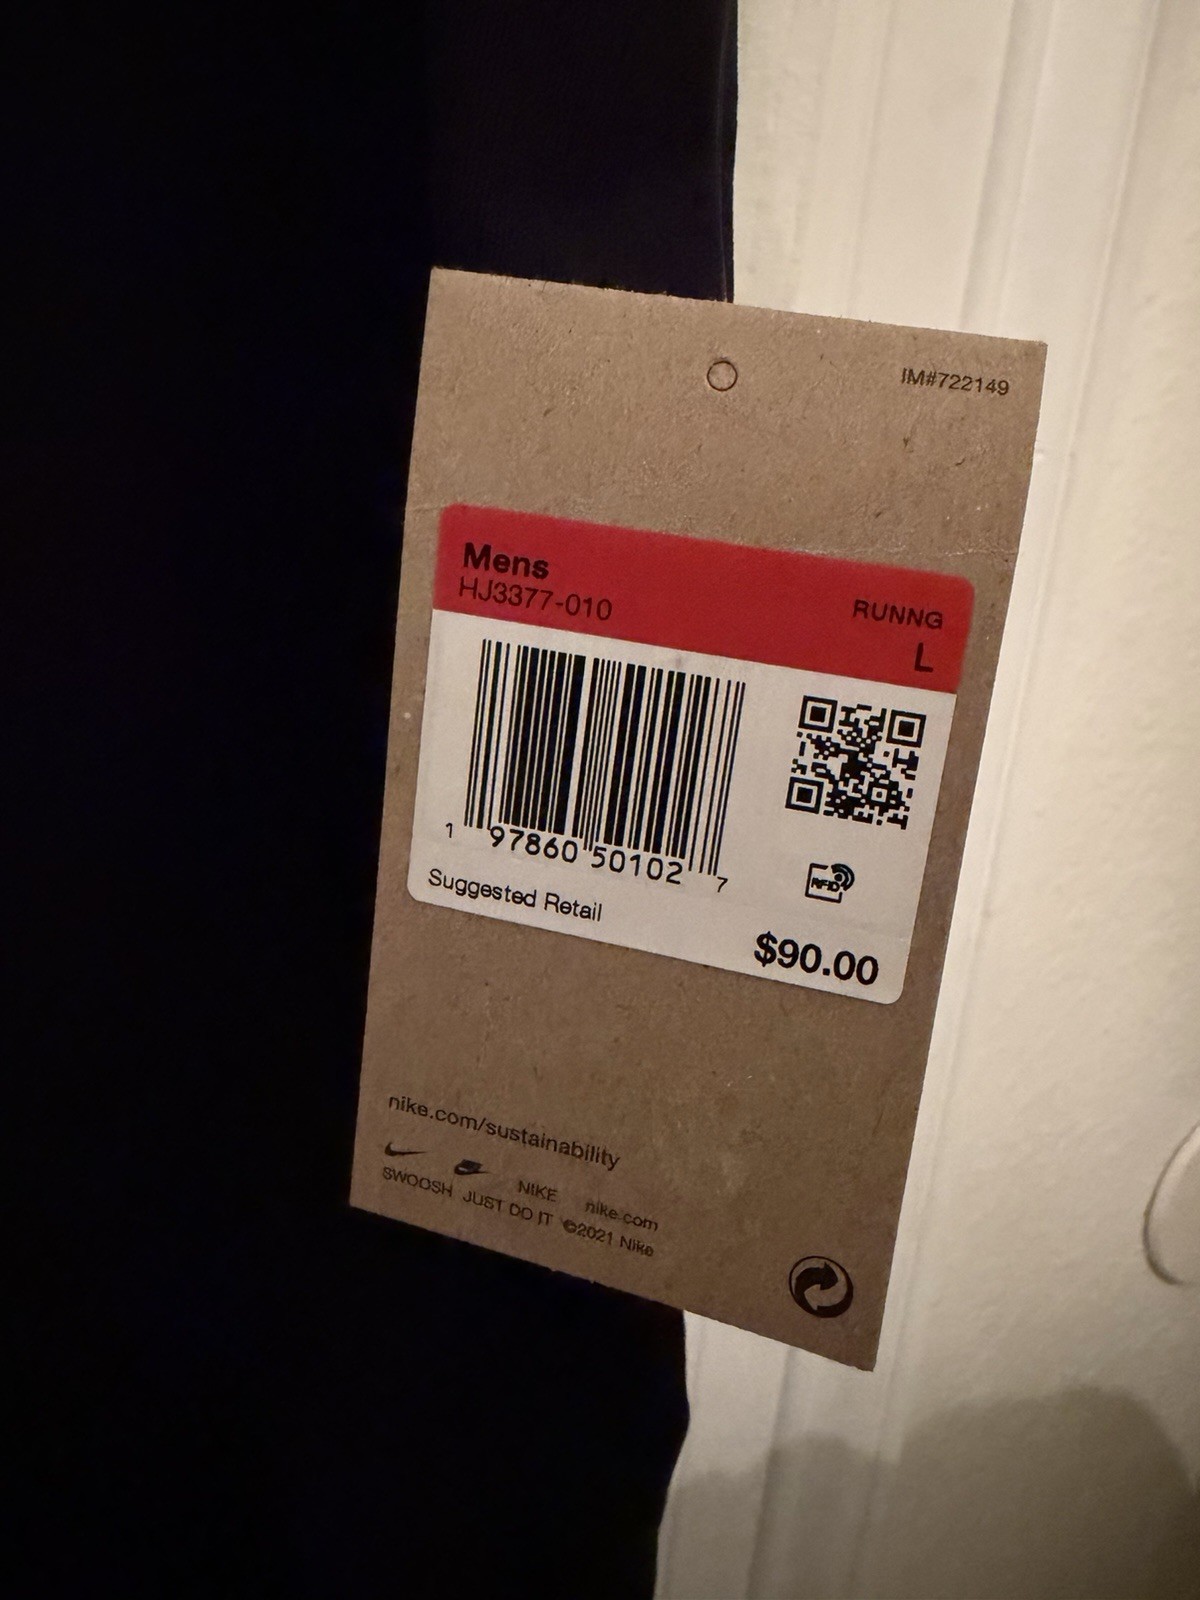 IM#722149
Mens
HJ3377-010
RUNNG
L
1 97860 50102 7
RFID
Suggested Retail
$90.00
nike.com/sustainability
NIKE nike.com
SWOOSH JUST DO IT ©2021 Nike